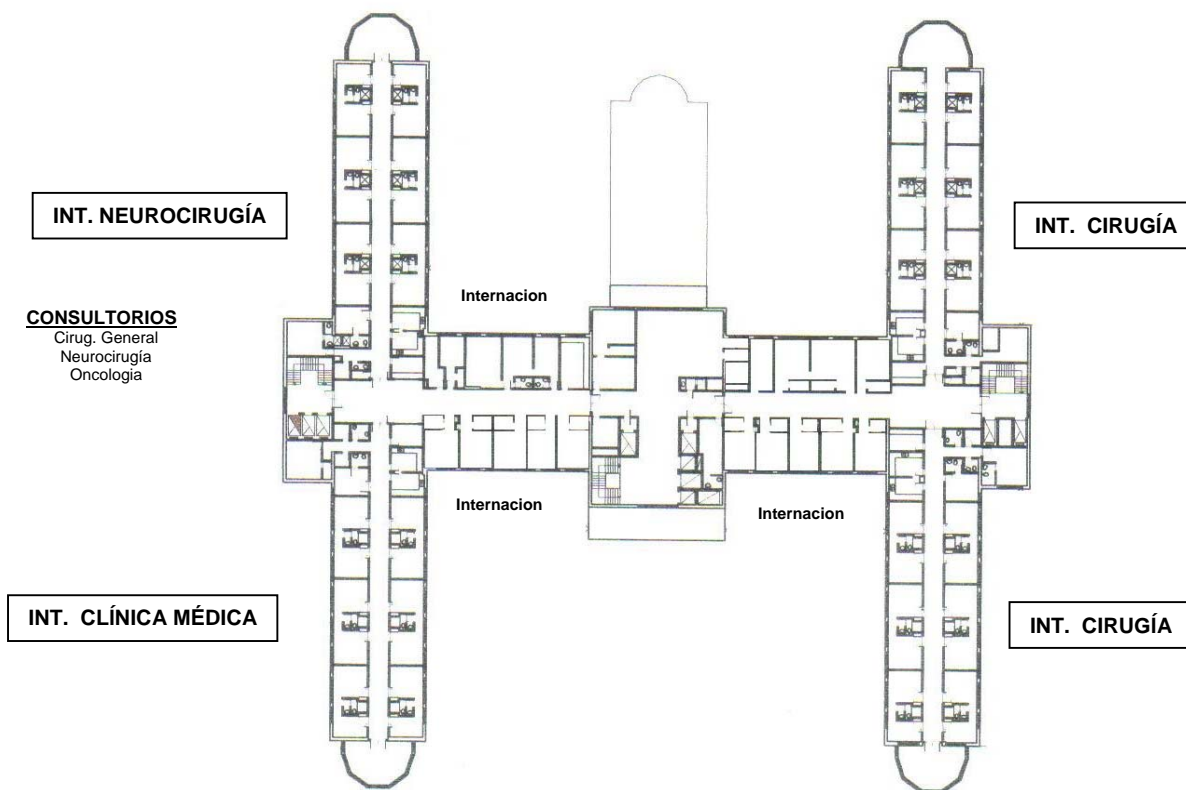 INT. NEUROCIRUGÍA
INT. CIRUGÍA
Internacion
CONSULTORIOS
Cirug. General
Neurocirugía
Oncologia
Internacion
Internacion
INT. CLÍNICA MÉDICA
INT. CIRUGÍA